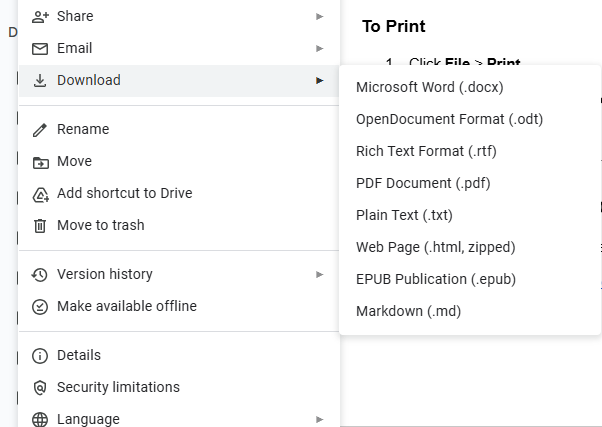 D
Share
Email
Download
Rename
Move
Add shortcut to Drive
Move to trash
Version history
Make available offline
Details
Security limitations
Language
To Print
1. Click File > Print
Microsoft Word (.docx)
OpenDocument Format (.odt)
Rich Text Format (.rtf)
PDF Document (.pdf)
Plain Text (.txt)
Web Page (.html, zipped)
EPUB Publication (.epub)
Markdown (.md)